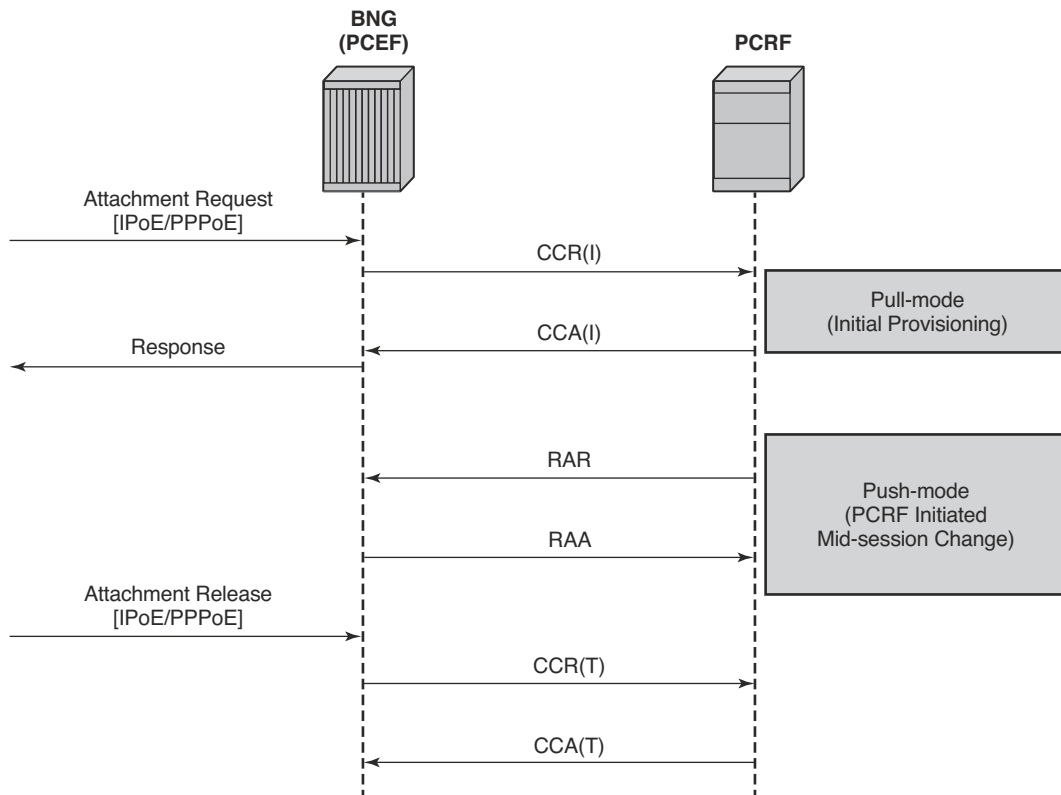 BNG
(PCEF)
PCRF
Attachment Request
[IPoE/PPPoE]
CCR(I)
Pull-mode
(Initial Provisioning)
CCA(I)
Response
RAR
Push-mode
(PCRF Initiated
Mid-session Change)
RAA
Attachment Release
[IPoE/PPPoE]
CCR(T)
CCA(T)